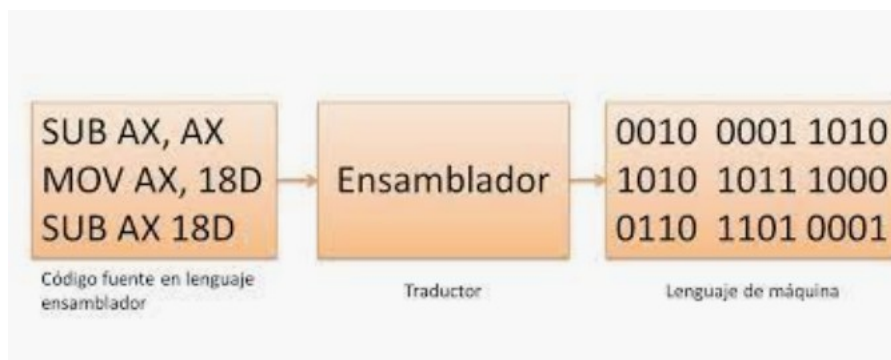 SUB AX, AX
MOV AX, 18D
SUB AX 18D
Código fuente en lenguaje
ensamblador
Ensamblador
Traductor
0010 0001 1010
1010 1011 1000
0110 1101 0001
Lenguaje de máquina